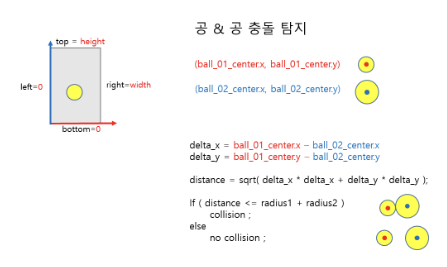 공 & 공 충돌 탐지
top = height
left=0
right=width
bottom=0
(ball_01_center.x, ball_01_center.y)
(ball_02_center.x, ball_02_center.y)
delta_x = ball_01_center.x – ball_02_center.x
delta_y = ball_01_center.y – ball_02_center.y
distance = sqrt( delta_x * delta_x + delta_y * delta_y );
If ( distance <= radius1 + radius2 )
collision ;
else
no collision ;